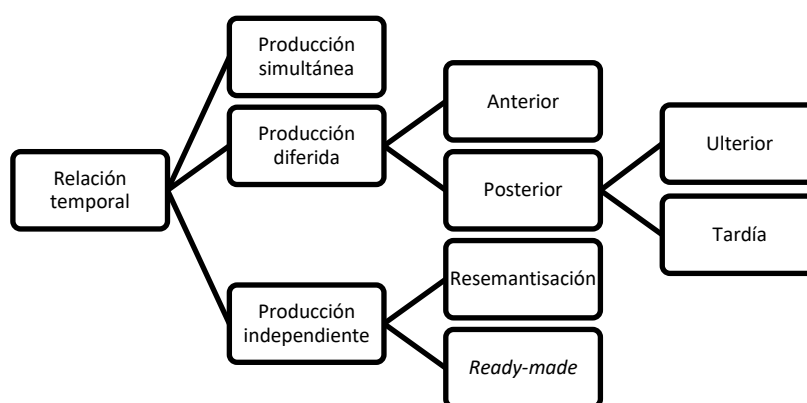 Relación
temporal
Producción
simultánea
Producción
diferida
Anterior
Posterior
Ulterior
Tardía
Producción
independiente
Resemantisación
Ready-made